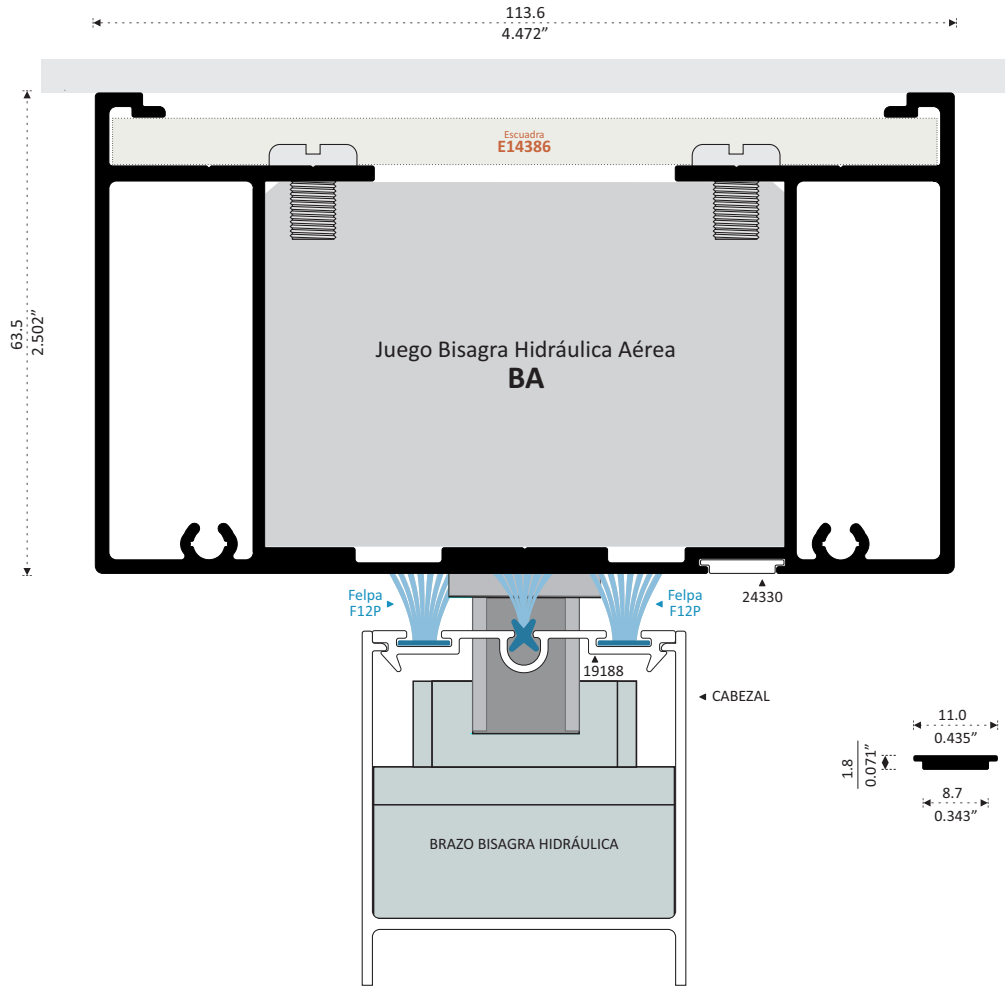 113.6
4.472”
Escuadra
E14386
63.5
2.502”
Juego Bisagra Hidráulica Aérea
BA
Felpa
F12P
Felpa
F12P
24330
19188
CABEZAL
11.0
0.435”
1.8
0.071”
8.7
0.343”
BRAZO BISAGRA HIDRÁULICA